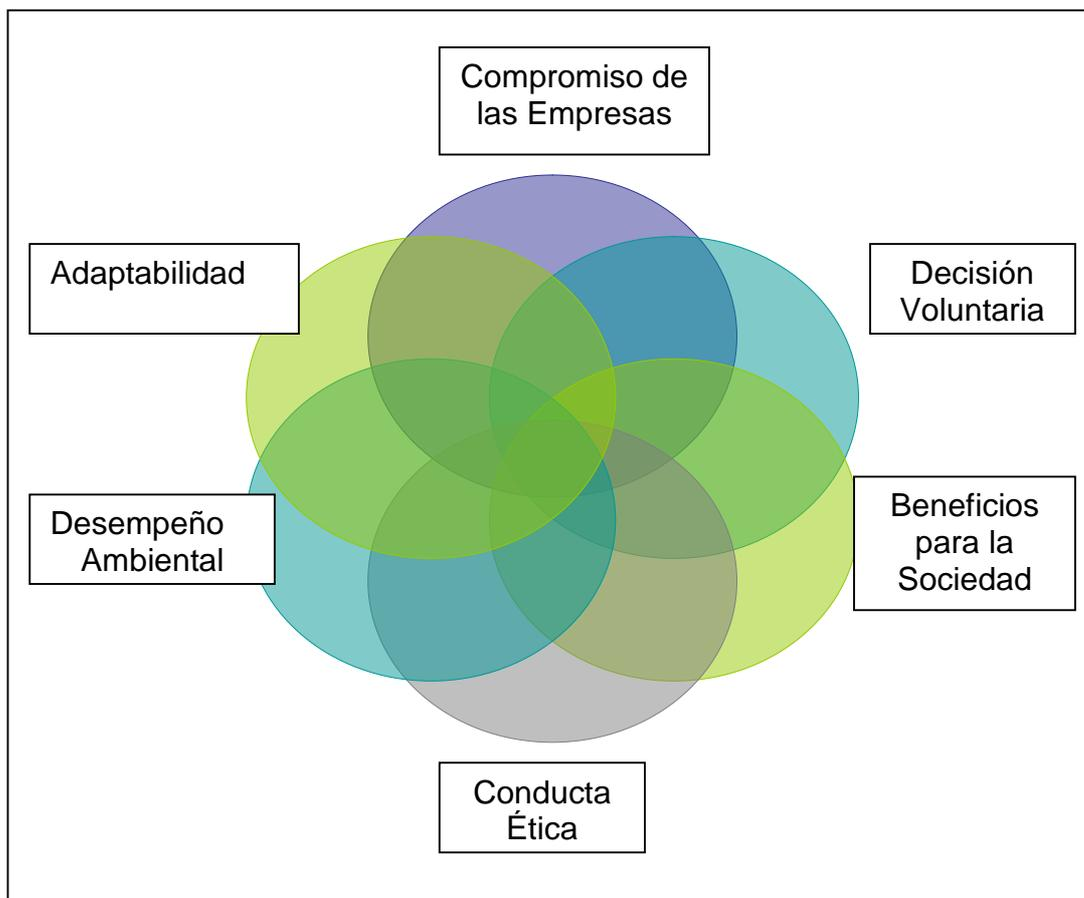 Compromiso de
las Empresas
Adaptabilidad
Decisión
Voluntaria
Desempeño
Ambiental
Beneficios
para la
Sociedad
Conducta
Ética